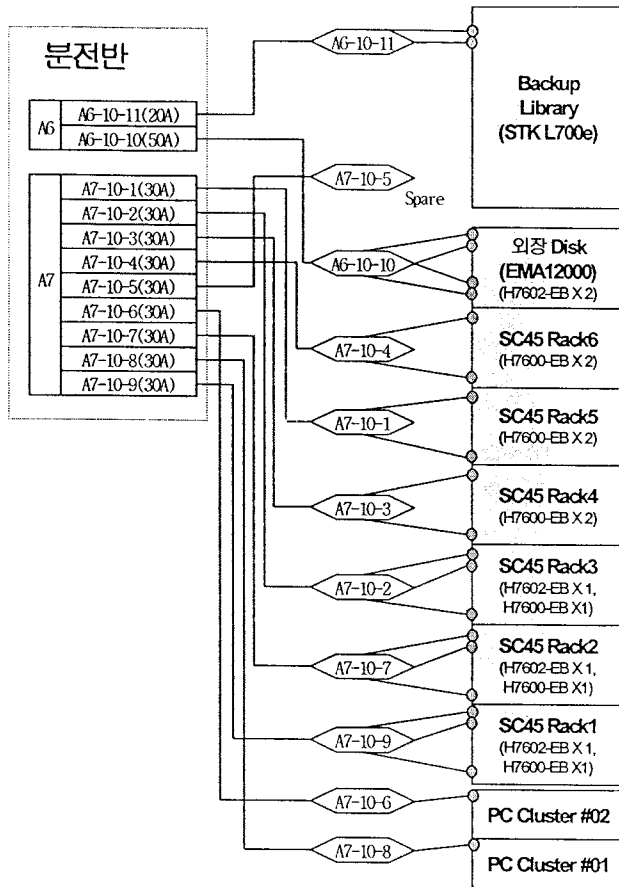 분전반
A6
A6-10-11(20A)
A6-10-10(50A)
A7
A7-10-1(30A)
A7-10-2(30A)
A7-10-3(30A)
A7-10-4(30A)
A7-10-5(30A)
A7-10-6(30A)
A7-10-7(30A)
A7-10-8(30A)
A7-10-9(30A)
A6-10-11
A7-10-5
Spare
A6-10-10
A7-10-4
A7-10-1
A7-10-3
A7-10-2
A7-10-7
A7-10-9
A7-10-6
A7-10-8
Backup
Library
(STK L700e)
외장 Disk
(EMA12000)
(H7602-EB X 2)
SC45 Rack6
(H7600-EB X 2)
SC45 Rack5
(H7600-EB X 2)
SC45 Rack4
(H7600-EB X 2)
SC45 Rack3
(H7602-EB X 1,
H7600-EB X1)
SC45 Rack2
(H7602-EB X 1,
H7600-EB X1)
SC45 Rack1
(H7602-EB X 1,
H7600-EB X1)
PC Cluster #02
PC Cluster #01